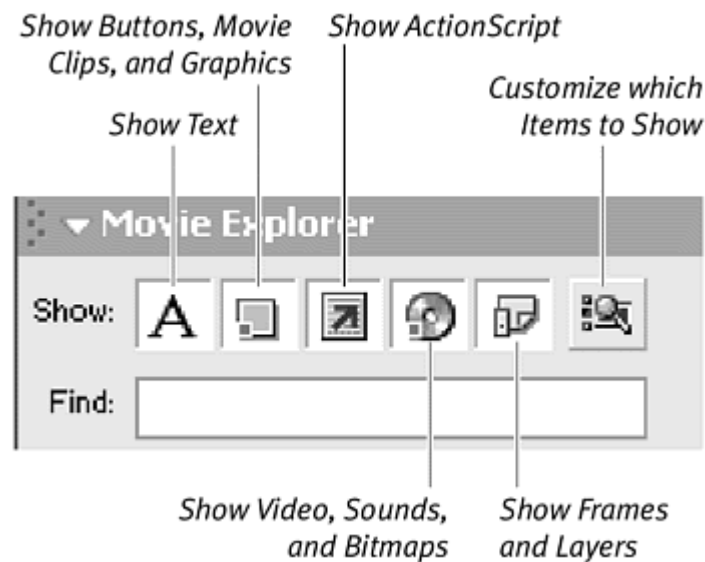 Show Buttons, Movie
Clips, and Graphics
Show ActionScript
Customize which
Items to Show
Show Text
Movie Explorer
Show:
A
Find:
Show Video, Sounds,
and Bitmaps
Show Frames
and Layers